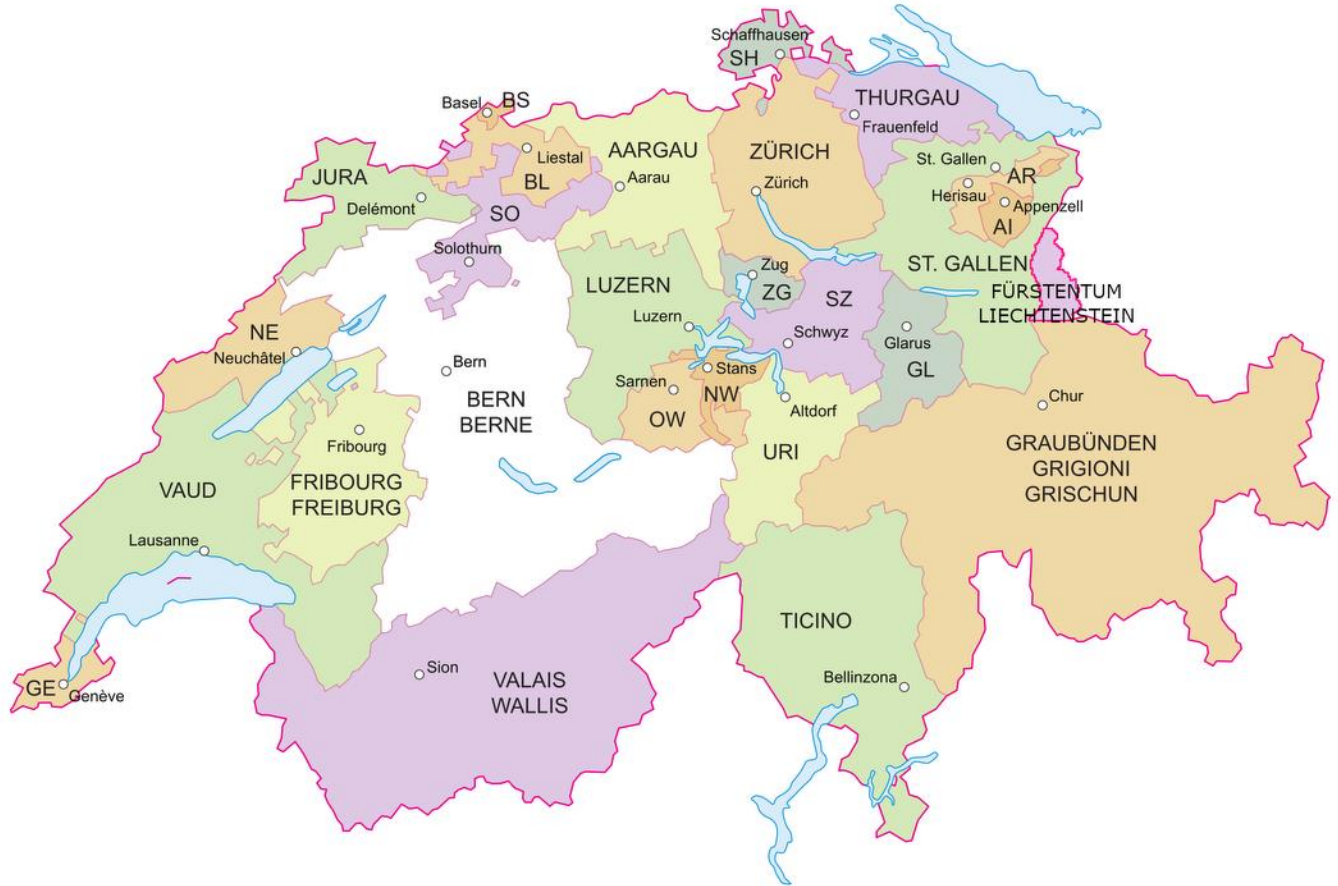 Schaffhausen
SH
Basel
BS
THURGAU
Frauenfeld
AARGAU
ZÜRICH
Liestal
BL
St. Gallen
AR
JURA
Aarau
Zürich
Herisau
Delémont
Appenzell
SO
AI
Solothurn
LUZERN
Zug
ZG
SZ
ST. GALLEN
FÜRSTENTUM
LIECHTENSTEIN
NE
Neuchâtel
Luzern
Schwyz
Glarus
GL
Bern
BERN
BERNE
Stans
Sarnen
NW
OW
Altdorf
Chur
Fribourg
URI
GRAUBÜNDEN
GRIGIONI
GRISCHUN
VAUD
FRIBOURG
FREIBURG
Lausanne
TICINO
Sion
Bellinzona
GE
Genève
VALAIS
WALLIS